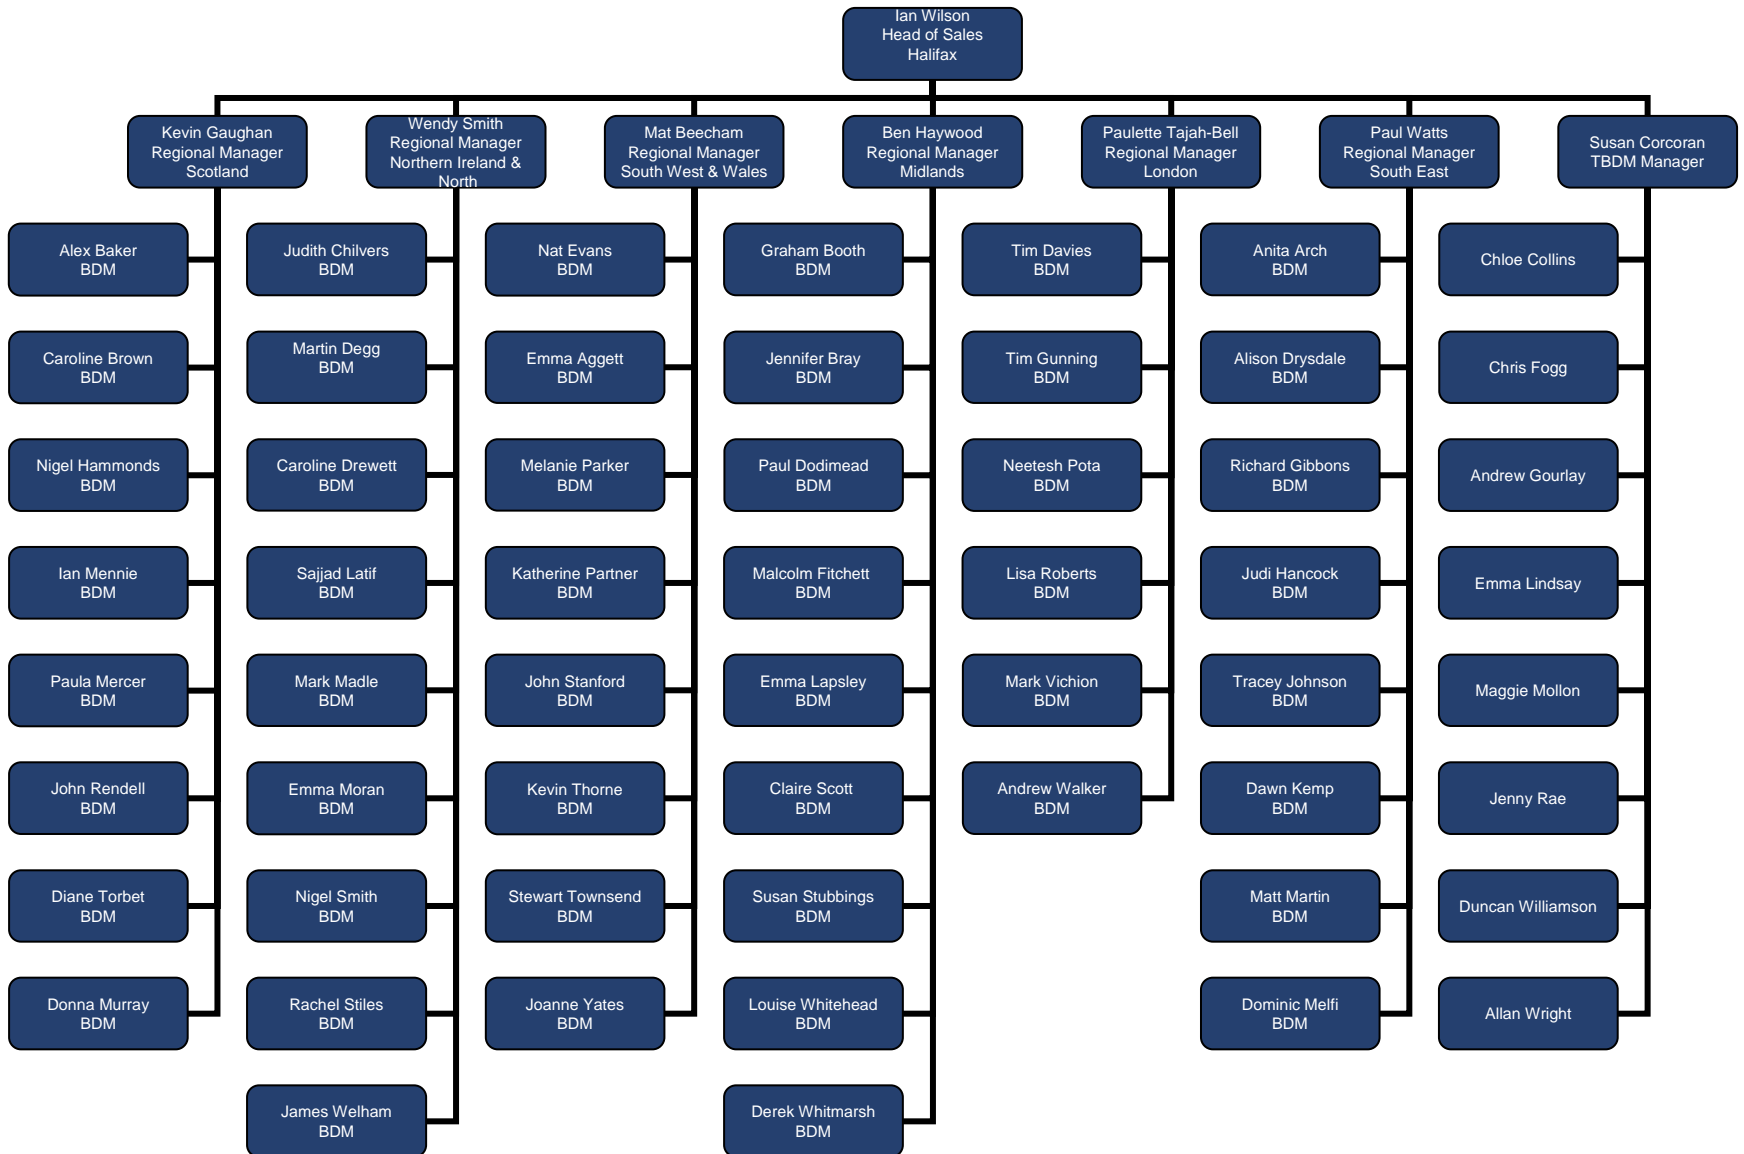 Ian Wilson
Head of Sales
Halifax
Kevin Gaughan
Regional Manager
Scotland
Wendy Smith
Regional Manager
Northern Ireland &
North
Mat Beecham
Regional Manager
South West & Wales
Ben Haywood
Regional Manager
Midlands
Paulette Tajah-Bell
Regional Manager
London
Paul Watts
Regional Manager
South East
Susan Corcoran
TBDM Manager
Alex Baker
BDM
Judith Chilvers
BDM
Nat Evans
BDM
Graham Booth
BDM
Tim Davies
BDM
Anita Arch
BDM
Chloe Collins
Caroline Brown
BDM
Martin Degg
BDM
Emma Aggett
BDM
Jennifer Bray
BDM
Tim Gunning
BDM
Alison Drysdale
BDM
Chris Fogg
Nigel Hammonds
BDM
Caroline Drewett
BDM
Melanie Parker
BDM
Paul Dodimead
BDM
Neetesh Pota
BDM
Richard Gibbons
BDM
Andrew Gourlay
Ian Mennie
BDM
Sajjad Latif
BDM
Katherine Partner
BDM
Malcolm Fitchett
BDM
Lisa Roberts
BDM
Judi Hancock
BDM
Emma Lindsay
Paula Mercer
BDM
Mark Madle
BDM
John Stanford
BDM
Emma Lapsley
BDM
Mark Vichion
BDM
Tracey Johnson
BDM
Maggie Mollon
John Rendell
BDM
Emma Moran
BDM
Kevin Thorne
BDM
Claire Scott
BDM
Andrew Walker
BDM
Dawn Kemp
BDM
Jenny Rae
Diane Torbet
BDM
Nigel Smith
BDM
Stewart Townsend
BDM
Susan Stubbings
BDM
Matt Martin
BDM
Duncan Williamson
Donna Murray
BDM
Rachel Stiles
BDM
Joanne Yates
BDM
Louise Whitehead
BDM
Dominic Melfi
BDM
Allan Wright
James Welham
BDM
Derek Whitmarsh
BDM